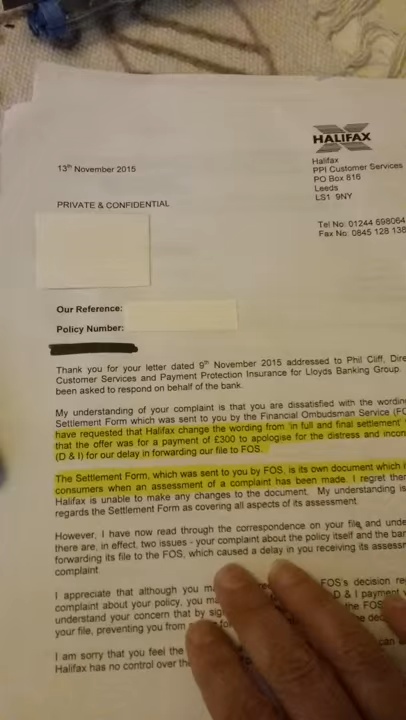 HALIFAX
13th November 2015
Halifax
PPI Customer Services
PO Box 816
Leeds
LS1 9NY
PRIVATE & CONFIDENTIAL
Tel No: 01244 698064
Fax No: 0845 128 138
Our Reference:
Policy Number:
Thank you for your letter dated 9th November 2015 addressed to Phil Cliff, Dire
Customer Services and Payment Protection Insurance for Lloyds Banking Group.
been asked to respond on behalf of the bank.
My understanding of your complaint is that you are dissatisfied with the wordin
Settlement Form which was sent to you by the Financial Ombudsman Service (FO
have requested that Halifax change the wording from 'in full and final settlement'
that the offer was for a payment of £300 to apologise for the distress and incon
(D & I) for our delay in forwarding our file to FOS.
The Settlement Form, which was sent to you by FOS, is its own document which i
consumers when an assessment of a complaint has been made. I regret ther
Halifax is unable to make any changes to the document. My understanding is
regards the Settlement Form as covering all aspects of its assessment.
However, I have now read through the correspondence on your file, and unde
there are, in effect, two issues - your complaint about the policy itself and the ban
forwarding its file to the FOS, which caused a delay in you receiving its assessm
complaint.
I appreciate that although you FOS's decision re
complaint about your policy, you D & I payment
understand your concern that by the FOS
your file, preventing you from
I am sorry that you feel the
Halifax has no control over